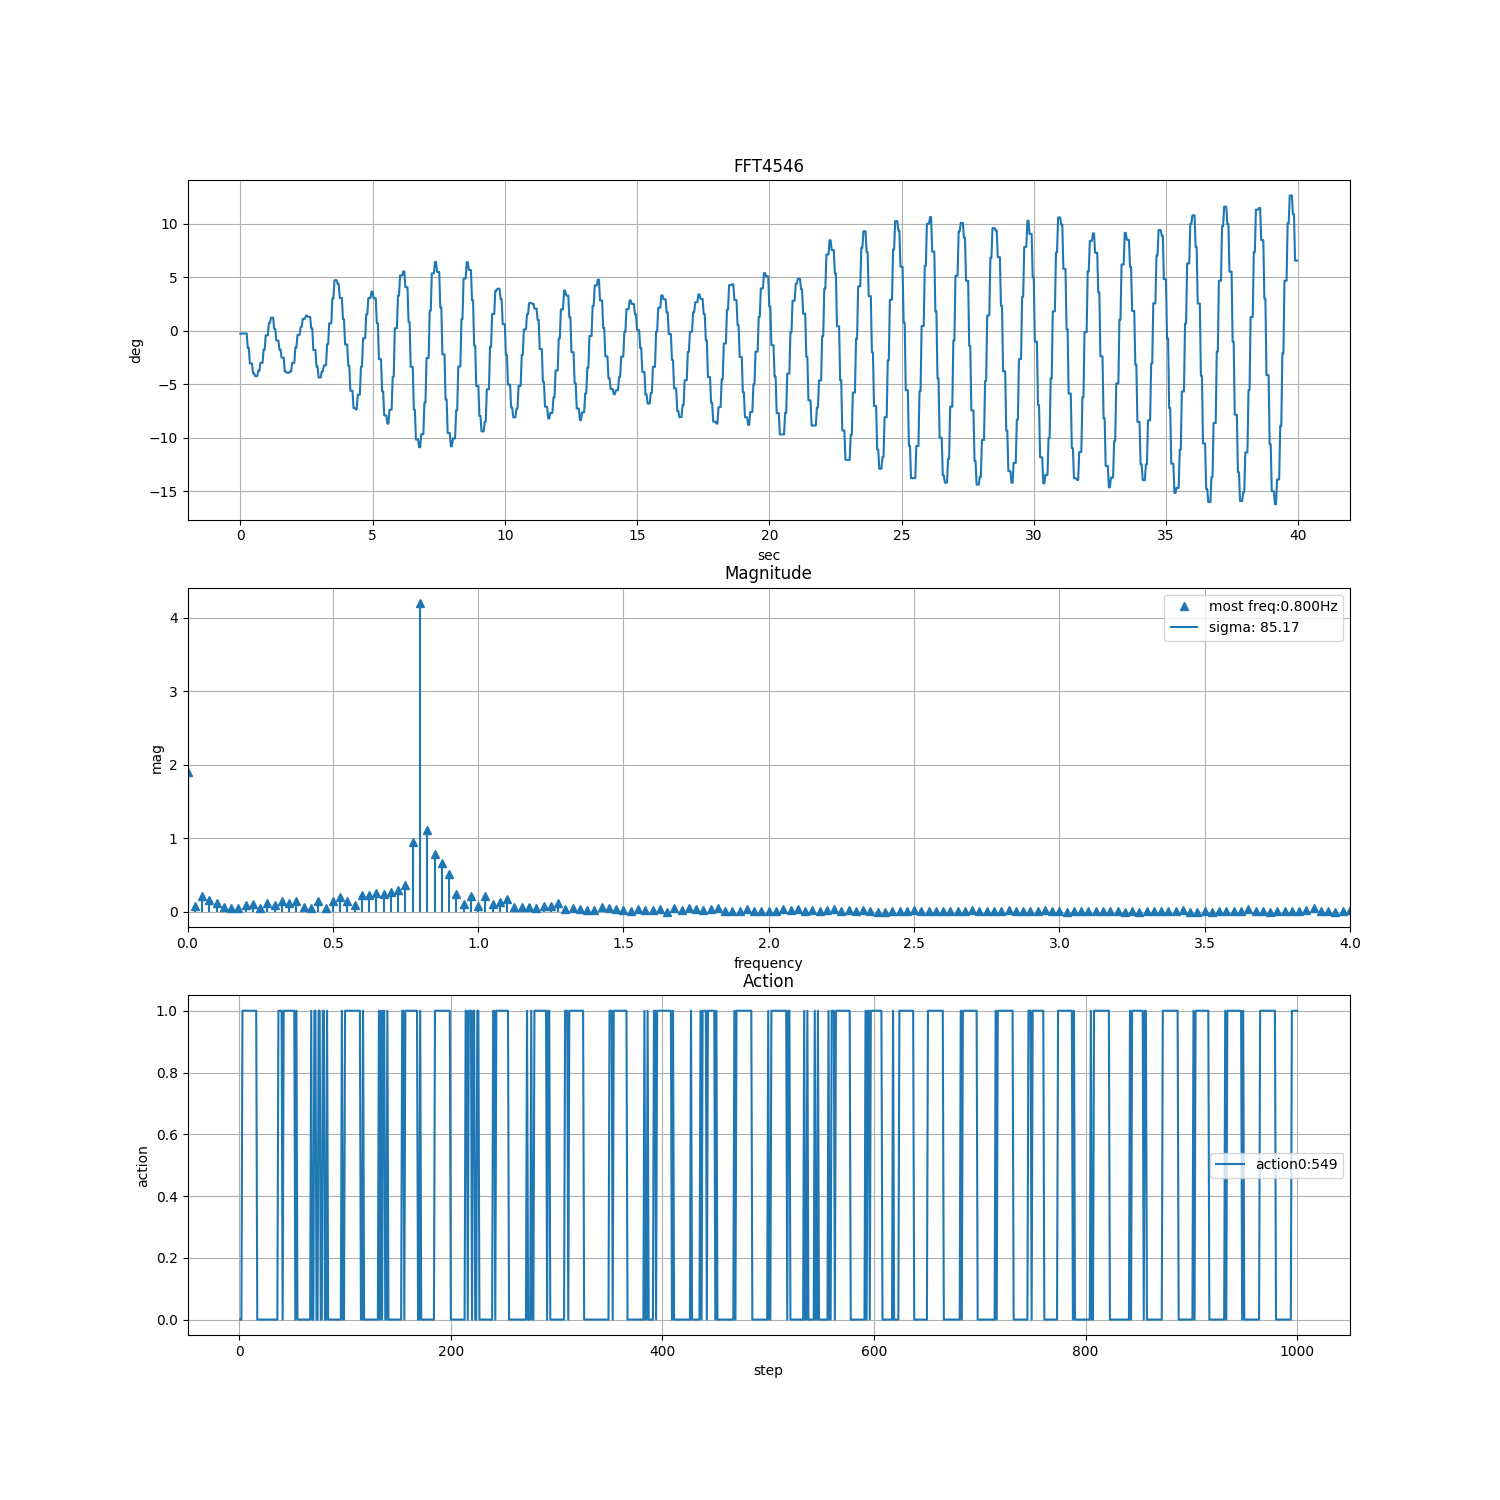 FFT4546
10
5
0
−5
−10
−15
deg
0 5 10 15 20 25 30 35 40
sec
Magnitude
most freq:0.800Hz
sigma: 85.17
4
3
2
1
0
mag
0.0 0.5 1.0 1.5 2.0 2.5 3.0 3.5 4.0
frequency
Action
1.0
0.8
0.6
0.4
0.2
0.0
action
action0:549
0 200 400 600 800 1000
step